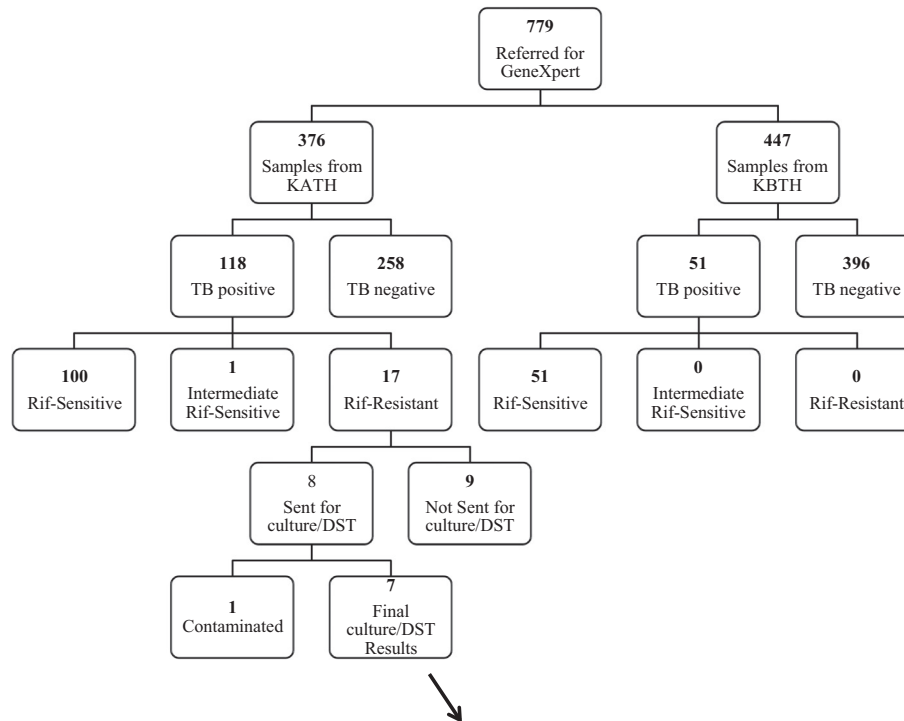 779
Referred for
GeneXpert
376
Samples from
KATH
447
Samples from
KBTH
118
TB positive
258
TB negative
51
TB positive
396
TB negative
100
Rif-Sensitive
1
Intermediate
Rif-Sensitive
17
Rif-Resistant
51
Rif-Sensitive
0
Intermediate
Rif-Sensitive
0
Rif-Resistant
8
Sent for
culture/DST
9
Not Sent for
culture/DST
1
Contaminated
7
Final
culture/DST
Results